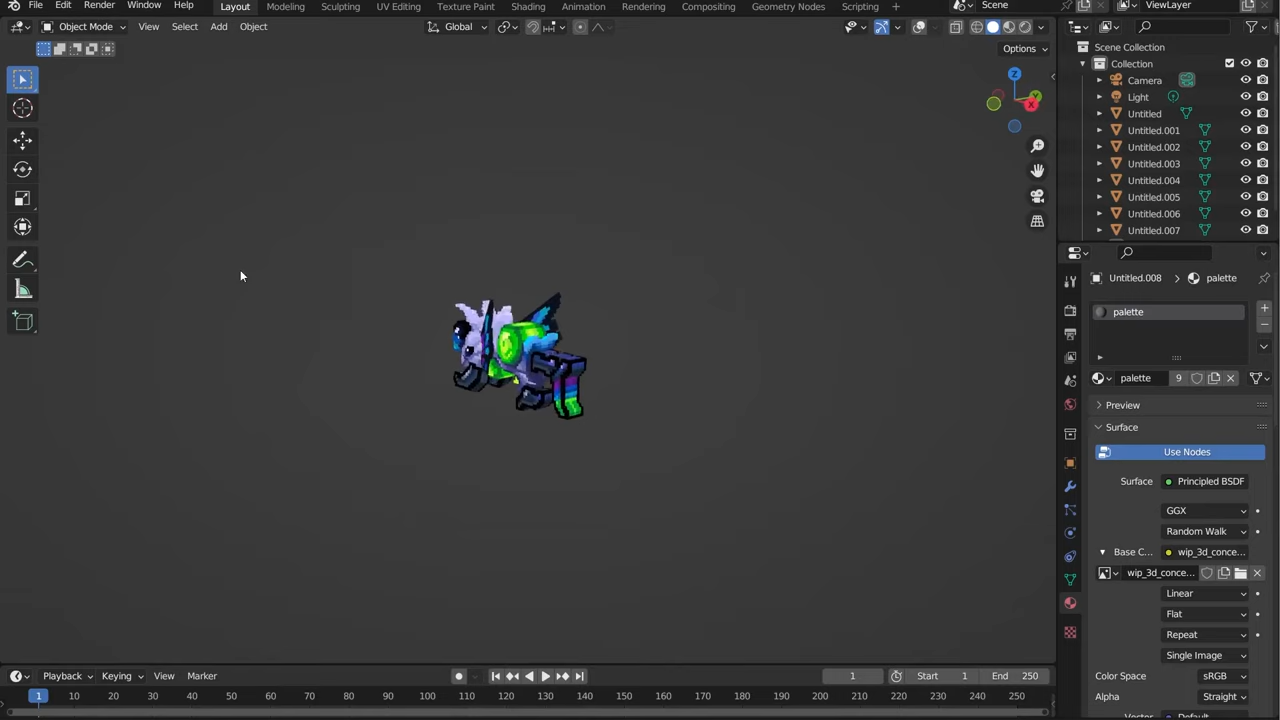 File Edit Render Window Help Layout Modeling Sculpting UV Editing Texture Paint Shading Animation Rendering Compositing Geometry Nodes Scripting + Scene ViewLayer
Object Mode View Select Add Object Global
Options
Z
Y
X
Scene Collection
Collection
Camera
Light
Untitled
Untitled.001
Untitled.002
Untitled.003
Untitled.004
Untitled.005
Untitled.006
Untitled.007
Untitled.008 palette
palette
palette 9
Preview
Surface
Use Nodes
Surface Principled BSDF
GGX
Random Walk
Base C... wip_3d_conce...
wip_3d_conce...
Linear
Flat
Repeat
Single Image
Color Space sRGB
Alpha Straight
Vector Default
Playback Keying View Marker 1 Start 1 End 250
1 10 20 30 40 50 60 70 80 90 100 110 120 130 140 150 160 170 180 190 200 210 220 230 240 250